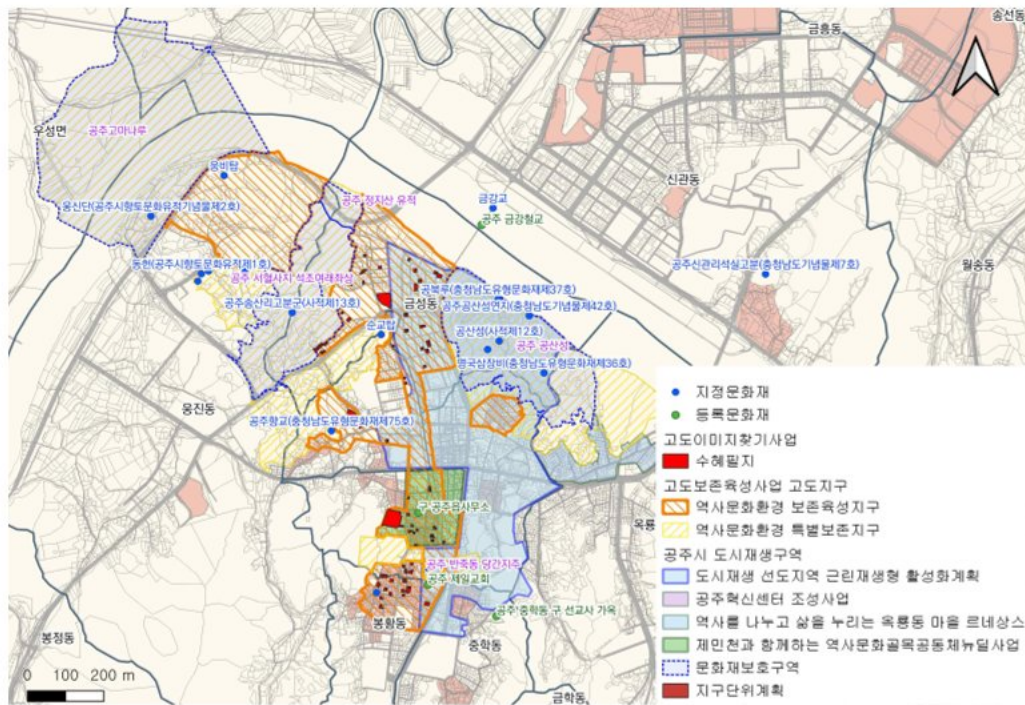 송선동
금흥동
우성면
공주고마나루
신관동
웅비탑
공주 정지산 유적
금강교
공주 금강철교
웅신단(공주시향토문화유적기념물제2호)
동헌(공주시향토문화유적제1호)
공주 서혈사지 석조여래좌상
공주신관리석실고분(충청남도기념물제7호)
월송동
공북루(충청남도유형문화재제37호)
금성동
공주송산리고분군(사적제13호)
공주공산성연지(충청남도기념물제42호)
순교탑
공산성(사적제12호)
공주 공산성
명국삼장비(충청남도유형문화재제36호)
웅진동
공주향교(충청남도유형문화재제75호)
구 공주읍사무소
옥룡
공주 반죽동 당간지주
공주 제일교회
공주 중학동 구 선교사 가옥
봉황동
봉정동
중학동
금학동
0 100 200 m
지정문화재
등록문화재
고도이미지찾기사업
수혜필지
고도보존육성사업 고도지구
역사문화환경 보존육성지구
역사문화환경 특별보존지구
공주시 도시재생구역
도시재생 선도지역 근린재생형 활성화계획
공주혁신센터 조성사업
역사를 나누고 삶을 누리는 옥룡동 마을 르네상스
제민천과 함께하는 역사문화골목공동체뉴딜사업
문화재보호구역
지구단위계획